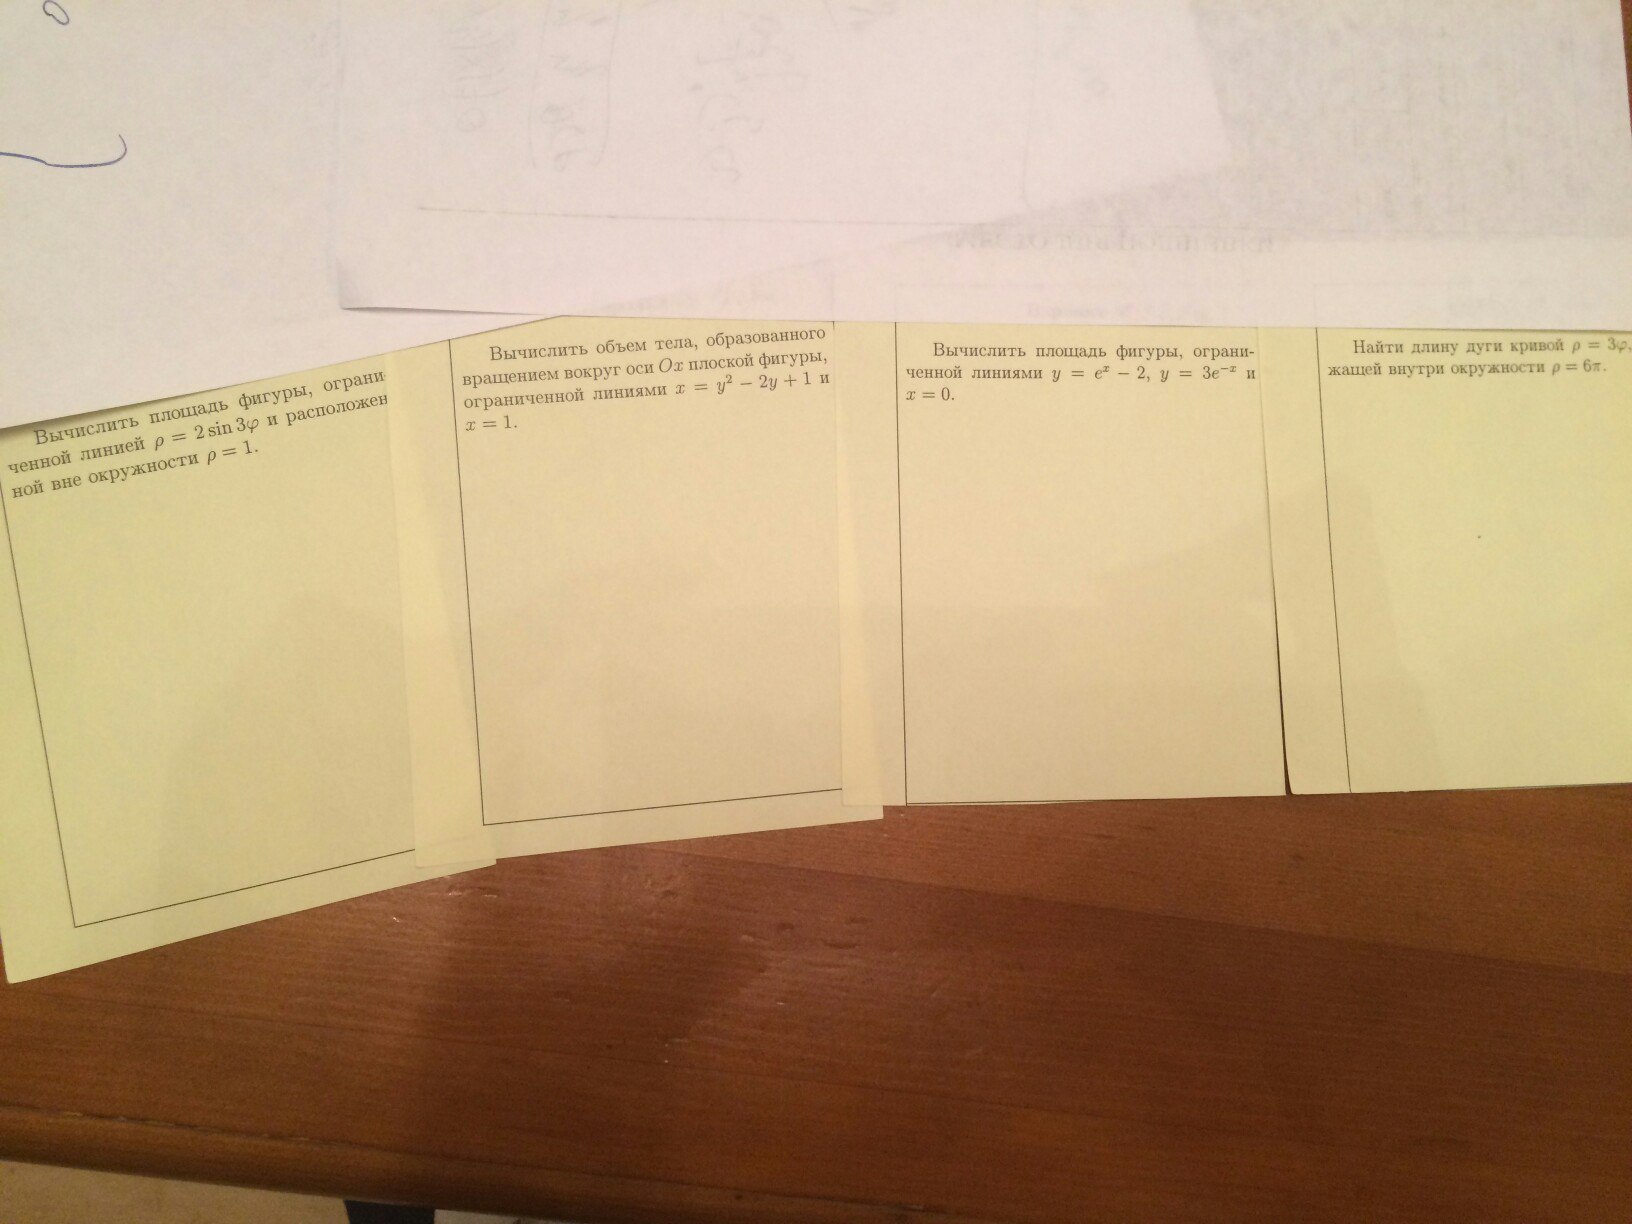 Вычислить площадь фигуры, ограни-
ченной линией ρ = 2 sin 3φ и расположен
ной вне окружности ρ = 1.
Вычислить объем тела, образованного
вращением вокруг оси Ox плоской фигуры,
ограниченной линиями x = y² − 2y + 1 и
x = 1.
Вычислить площадь фигуры, ограни-
ченной линиями y = eˣ − 2, y = 3e⁻ˣ и
x = 0.
Найти длину дуги кривой ρ = 3φ,
жащей внутри окружности ρ = 6π.